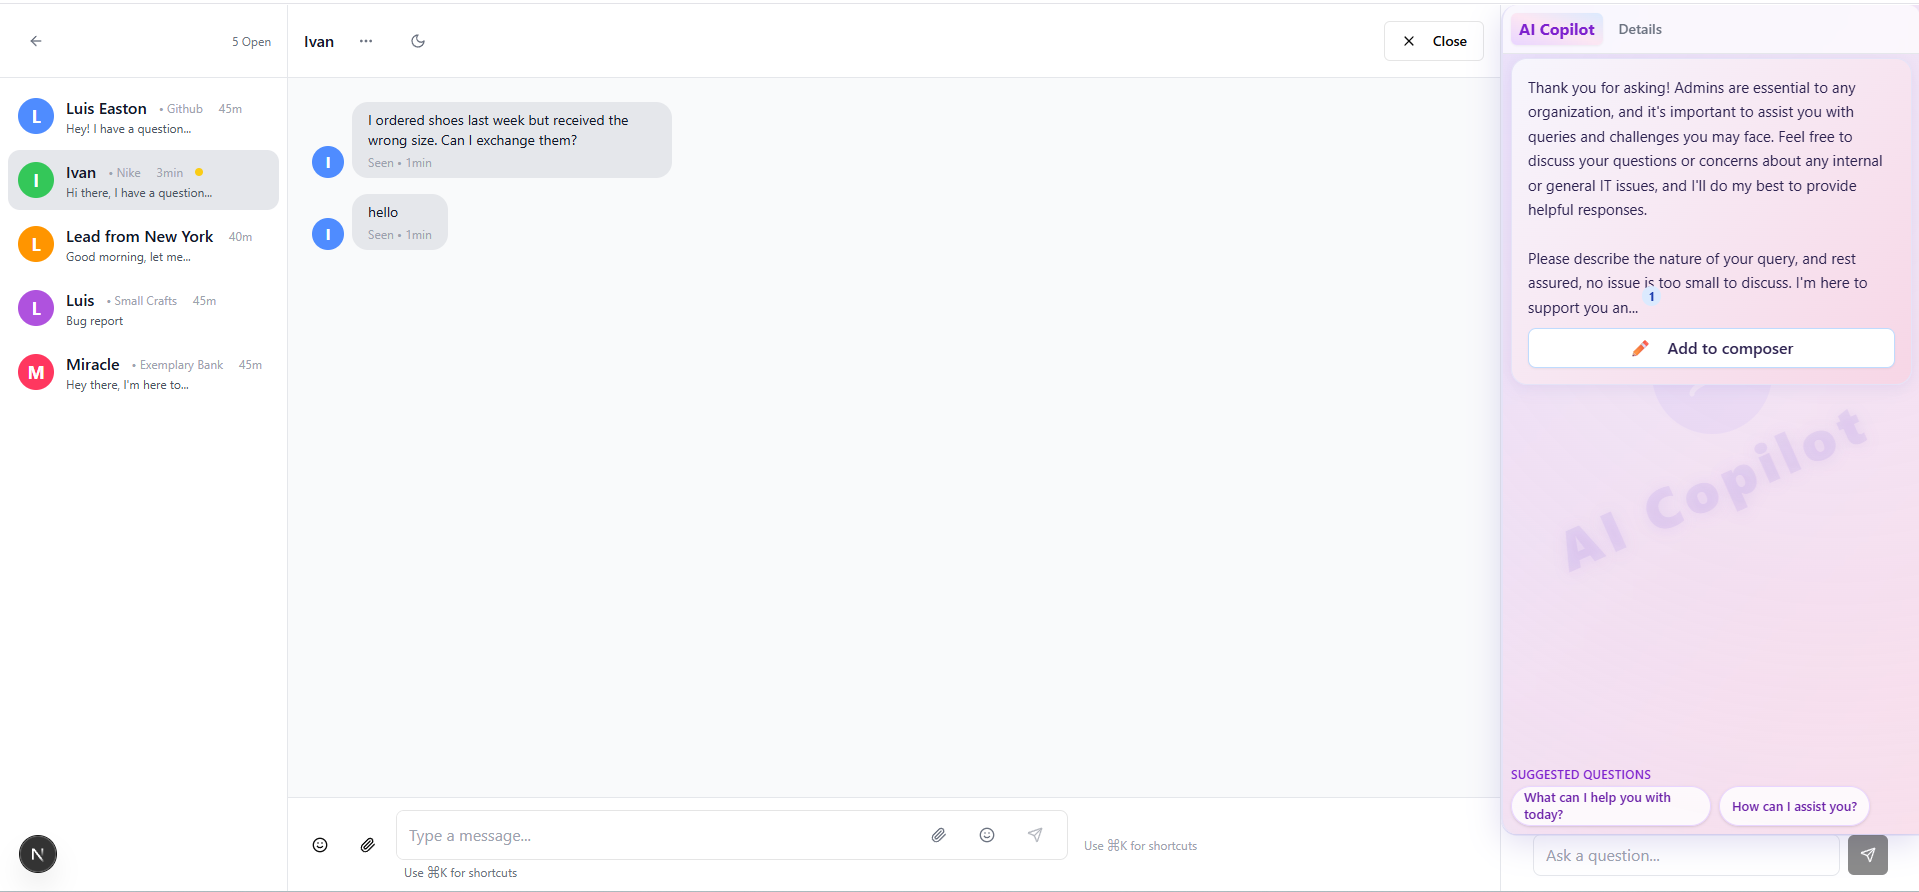 5 Open
Luis Easton • Github 45m
Hey! I have a question...
Ivan • Nike 3min
Hi there, I have a question...
Lead from New York 40m
Good morning, let me...
Luis • Small Crafts 45m
Bug report
Miracle • Exemplary Bank 45m
Hey there, I'm here to...
L
I
L
L
M
N
Ivan
Close
I ordered shoes last week but received the
wrong size. Can I exchange them?
Seen • 1min
I
hello
Seen • 1min
I
Type a message...
Use ⌘K for shortcuts
Use ⌘K for shortcuts
AI Copilot Details
Thank you for asking! Admins are essential to any
organization, and it's important to assist you with
queries and challenges you may face. Feel free to
discuss your questions or concerns about any internal
or general IT issues, and I'll do my best to provide
helpful responses.
Please describe the nature of your query, and rest
assured, no issue is too small to discuss. I'm here to
support you an... 1
Add to composer
AI Copilot
SUGGESTED QUESTIONS
What can I help you with
today?
How can I assist you?
Ask a question...